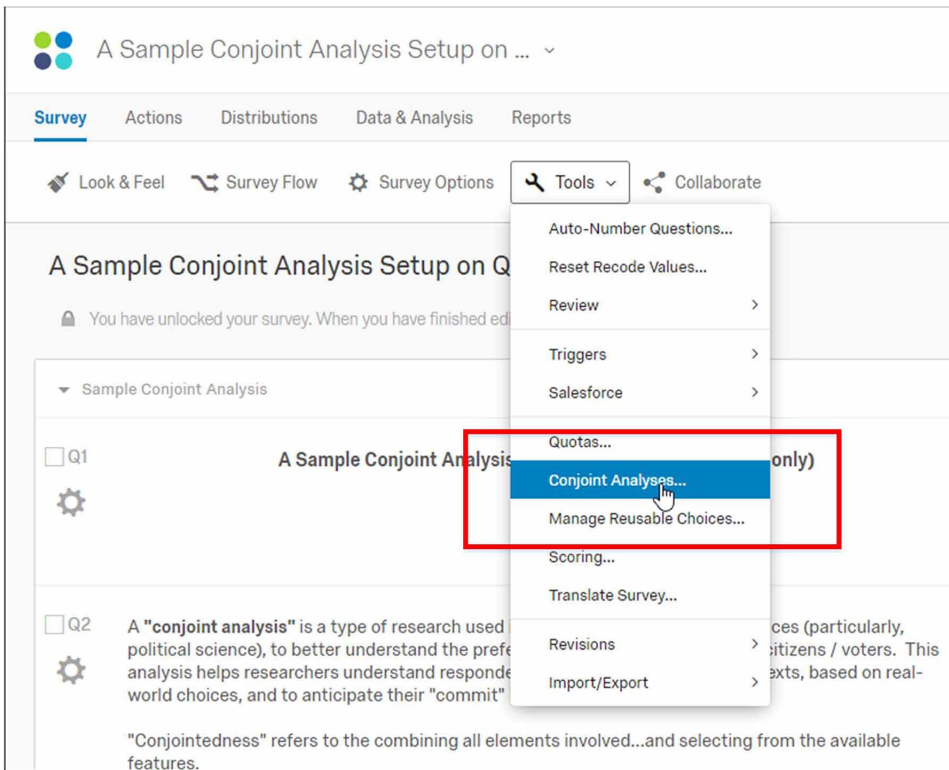 A Sample Conjoint Analysis Setup on ...
Survey Actions Distributions Data & Analysis Reports
Look & Feel Survey Flow Survey Options Tools Collaborate
Auto-Number Questions...
A Sample Conjoint Analysis Setup on Q
Reset Recode Values...
Review
You have unlocked your survey. When you have finished edi
Triggers
Sample Conjoint Analysis
Salesforce
Quotas...
Q1
A Sample Conjoint Analysis only)
Conjoint Analyses...
Manage Reusable Choices...
Scoring...
Translate Survey...
Q2
A "conjoint analysis" is a type of research used ces (particularly,
political science), to better understand the prefe itizens / voters. This
analysis helps researchers understand responde exts, based on real-
world choices, and to anticipate their "commit"
Revisions
Import/Export
"Conjointedness" refers to the combining all elements involved...and selecting from the available
features.